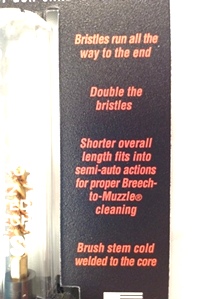 Bristles run all the
way to the end
Double the
bristles
Shorter overall
length fits into
semi-auto actions
for proper Breech-
to-Muzzle®
cleaning
Brush stem cold
welded to the core